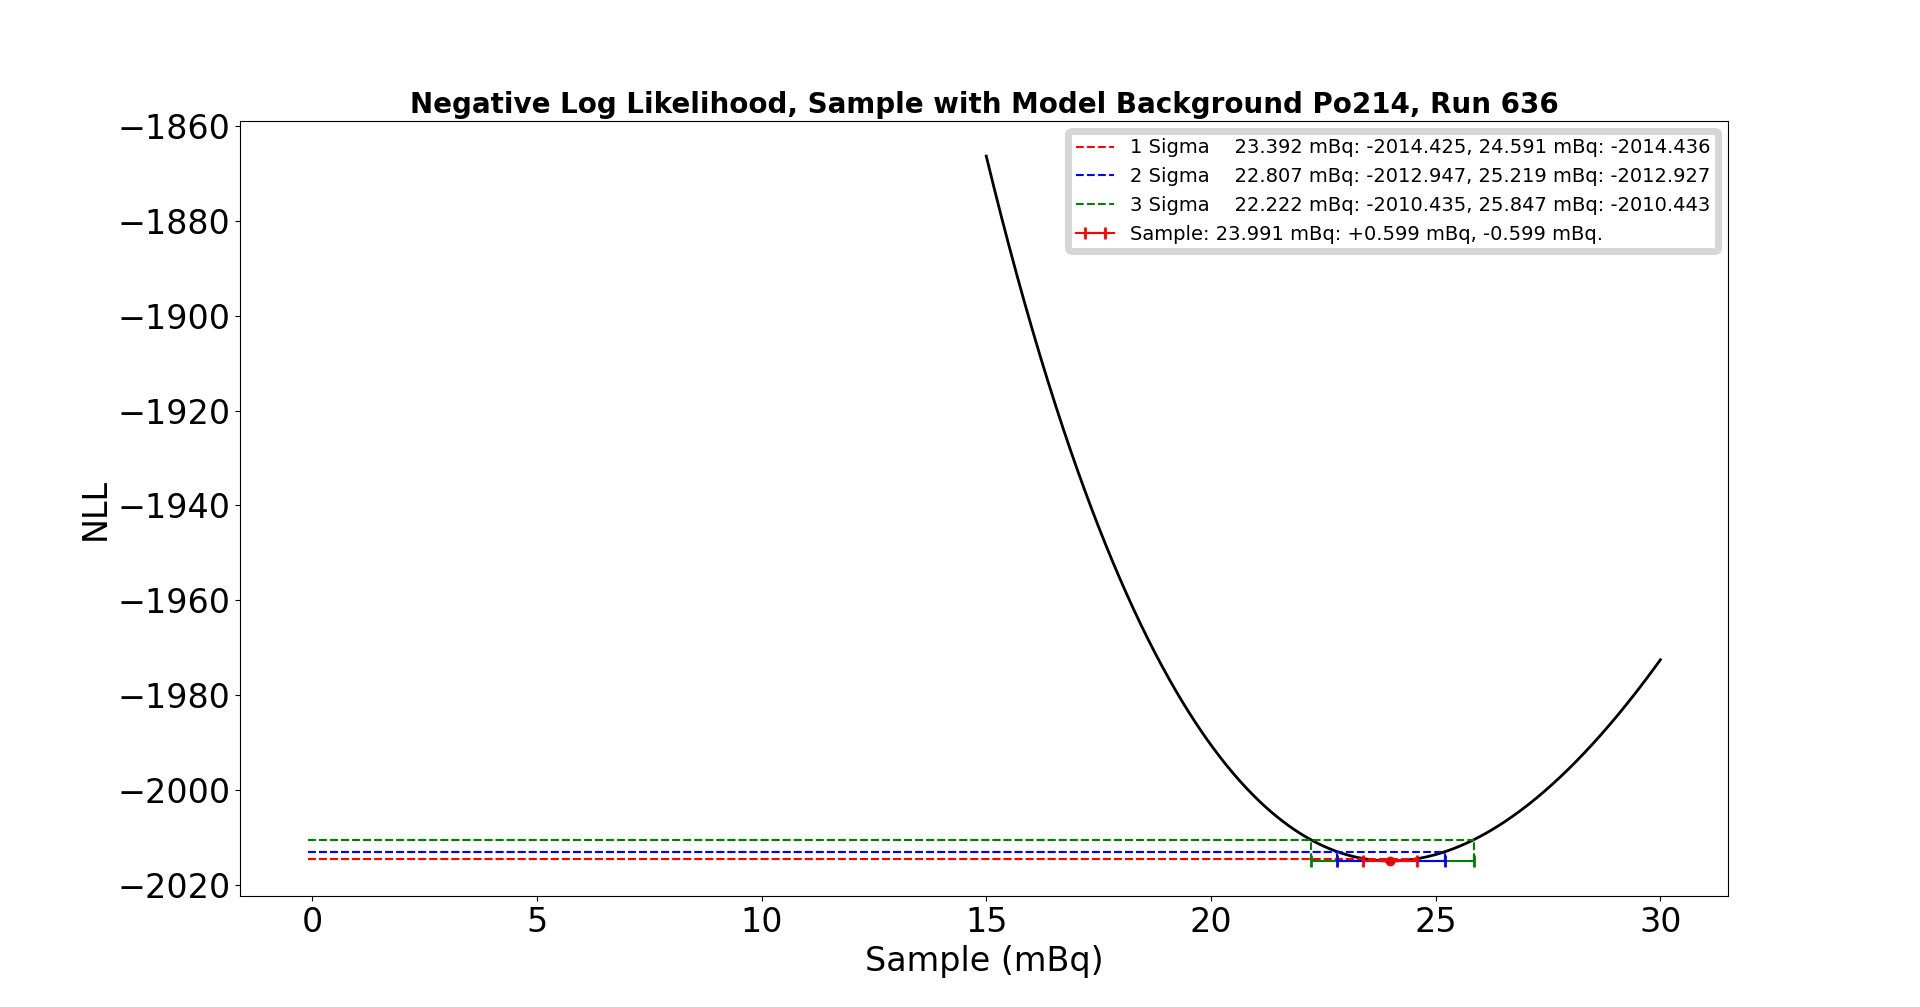 Negative Log Likelihood, Sample with Model Background Po214, Run 636
−1860
−1880
−1900
−1920
−1940
−1960
−1980
−2000
−2020
NLL
1 Sigma    23.392 mBq: -2014.425, 24.591 mBq: -2014.436
2 Sigma    22.807 mBq: -2012.947, 25.219 mBq: -2012.927
3 Sigma    22.222 mBq: -2010.435, 25.847 mBq: -2010.443
Sample: 23.991 mBq: +0.599 mBq, -0.599 mBq.
0 5 10 15 20 25 30
Sample (mBq)